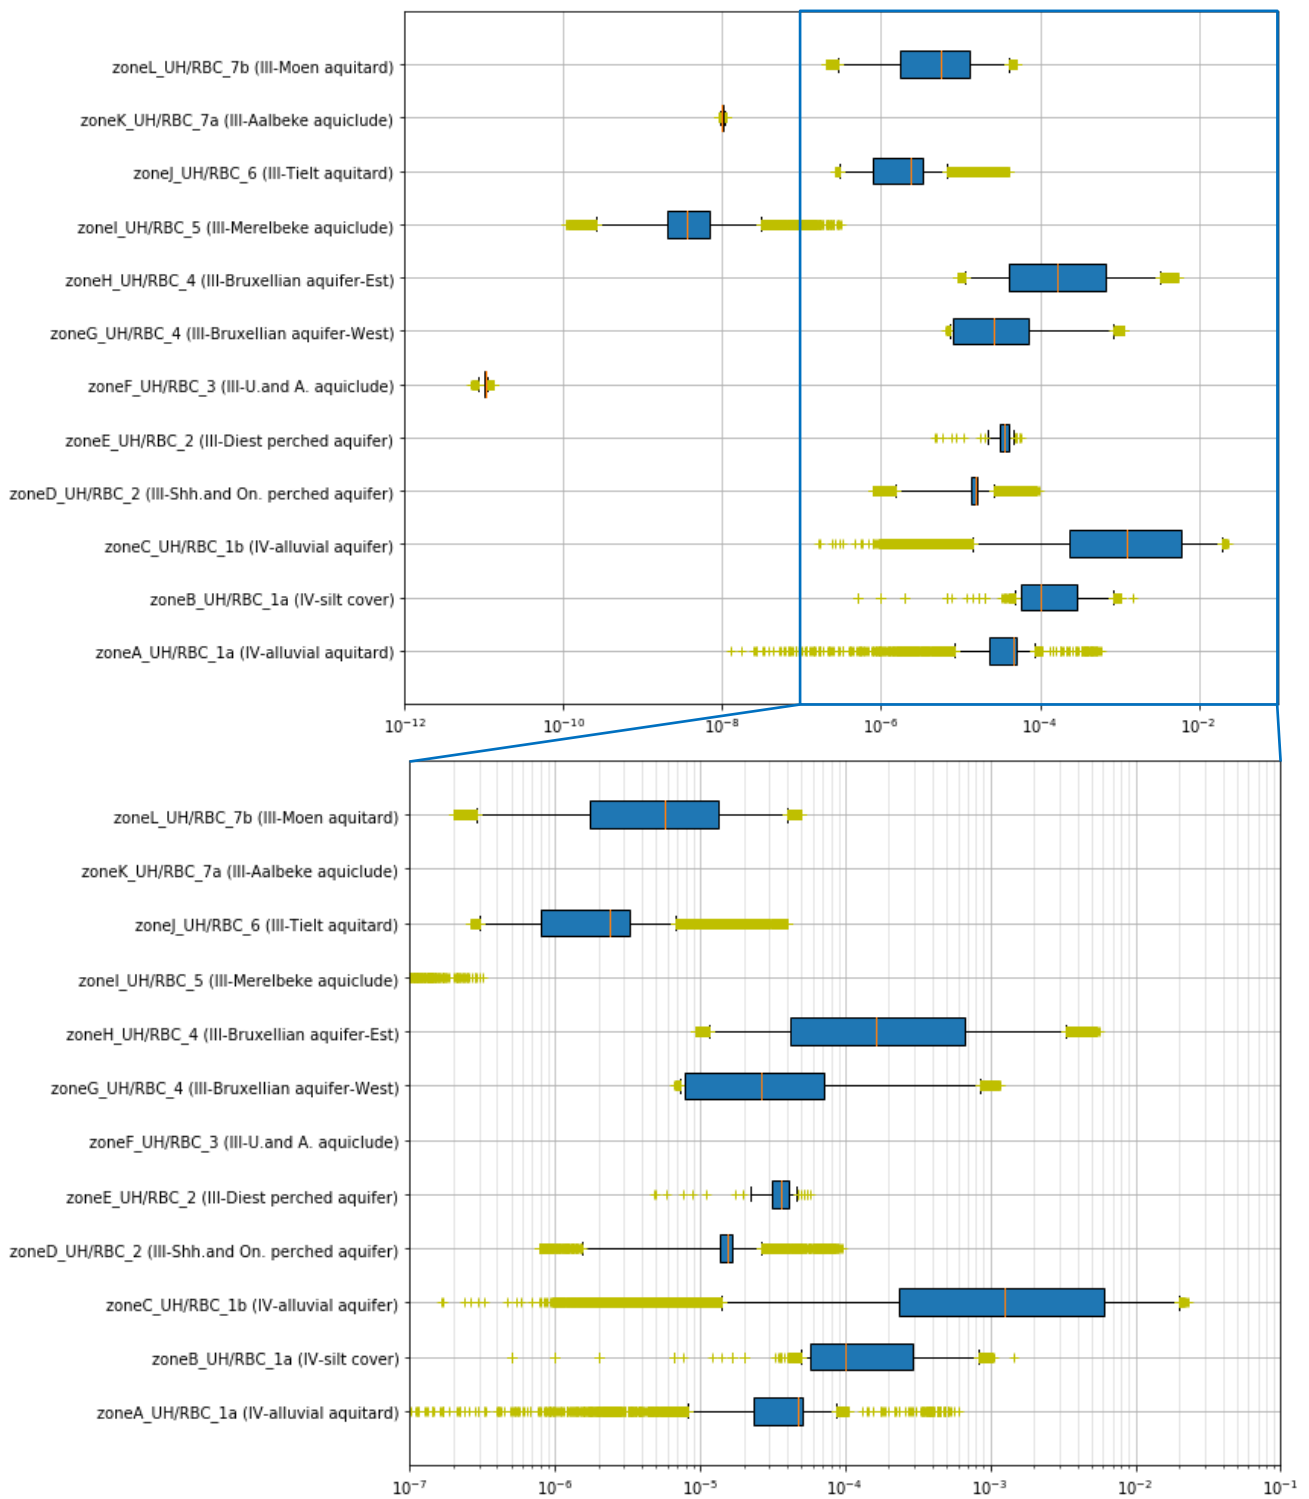 zoneL_UH/RBC_7b (III-Moen aquitard)
zoneK_UH/RBC_7a (III-Aalbeke aquiclude)
zoneJ_UH/RBC_6 (III-Tielt aquitard)
zoneI_UH/RBC_5 (III-Merelbeke aquiclude)
zoneH_UH/RBC_4 (III-Bruxellian aquifer-Est)
zoneG_UH/RBC_4 (III-Bruxellian aquifer-West)
zoneF_UH/RBC_3 (III-U.and A. aquiclude)
zoneE_UH/RBC_2 (III-Diest perched aquifer)
zoneD_UH/RBC_2 (III-Shh.and On. perched aquifer)
zoneC_UH/RBC_1b (IV-alluvial aquifer)
zoneB_UH/RBC_1a (IV-silt cover)
zoneA_UH/RBC_1a (IV-alluvial aquitard)
10⁻¹² 10⁻¹⁰ 10⁻⁸ 10⁻⁶ 10⁻⁴ 10⁻²
zoneL_UH/RBC_7b (III-Moen aquitard)
zoneK_UH/RBC_7a (III-Aalbeke aquiclude)
zoneJ_UH/RBC_6 (III-Tielt aquitard)
zoneI_UH/RBC_5 (III-Merelbeke aquiclude)
zoneH_UH/RBC_4 (III-Bruxellian aquifer-Est)
zoneG_UH/RBC_4 (III-Bruxellian aquifer-West)
zoneF_UH/RBC_3 (III-U.and A. aquiclude)
zoneE_UH/RBC_2 (III-Diest perched aquifer)
zoneD_UH/RBC_2 (III-Shh.and On. perched aquifer)
zoneC_UH/RBC_1b (IV-alluvial aquifer)
zoneB_UH/RBC_1a (IV-silt cover)
zoneA_UH/RBC_1a (IV-alluvial aquitard)
10⁻⁷ 10⁻⁶ 10⁻⁵ 10⁻⁴ 10⁻³ 10⁻² 10⁻¹